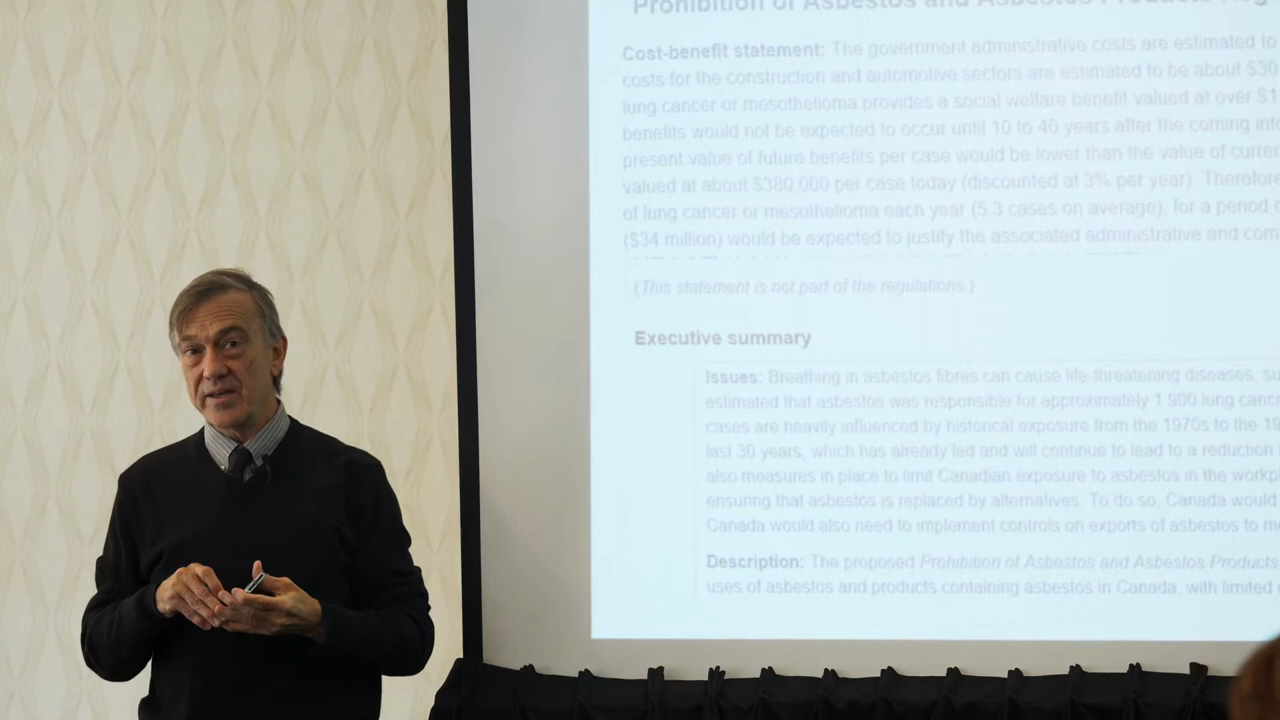 Prohibition of Asbestos and Asbestos Products
Cost-benefit statement: The government administrative costs are estimated to
costs for the construction and automotive sectors are estimated to be about $30
lung cancer or mesothelioma provides a social welfare benefit valued at over $1
benefits would not be expected to occur until 10 to 40 years after the coming
present value of future benefits per case would be lower than the value of
valued at about $380,000 per case today (discounted at 3% per year). Therefore
of lung cancer or mesothelioma each year (5.3 cases on average), for a period
($34 million) would be expected to justify the associated administrative and
(This statement is not part of the regulations.)
Executive summary
Issues: Breathing in asbestos fibres can cause life-threatening diseases,
estimated that asbestos was responsible for approximately 1 900 lung
cases are heavily influenced by historical exposure from the 1970s to the
last 30 years, which has already led and will continue to lead to a reduction
also measures in place to limit Canadian exposure to asbestos in the
ensuring that asbestos is replaced by alternatives. To do so, Canada would
Canada would also need to implement controls on exports of asbestos to
Description: The proposed Prohibition of Asbestos and Asbestos Products
uses of asbestos and products containing asbestos in Canada, with limited